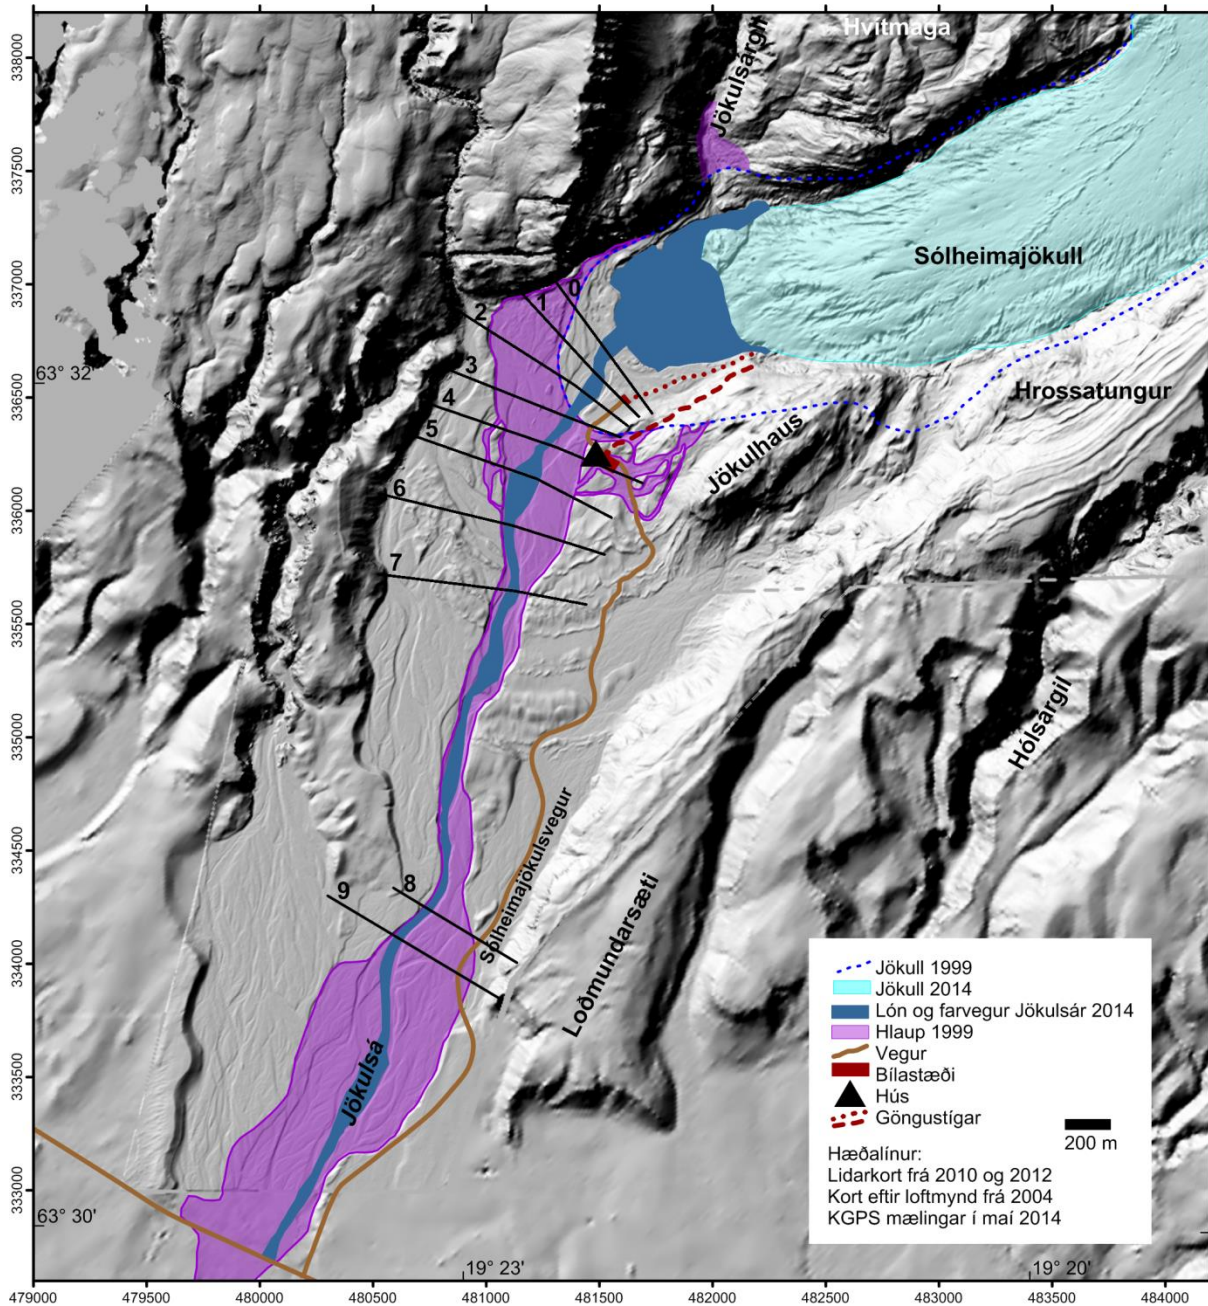 Hvítmaga
Jökulsárgil
Sólheimajökull
Hrossatungur
Jökulhaus
Hólsárgil
Loðmundarsæti
Sólheimajökulsvegur
Jökulsá
0
1
2
3
4
5
6
7
8
9
63° 32'
63° 30'
19° 23'
19° 20'
338000
337500
337000
336500
336000
335500
335000
334500
334000
333500
333000
479000
479500
480000
480500
481000
481500
482000
482500
483000
483500
484000
Jökull 1999
Jökull 2014
Lón og farvegur Jökulsár 2014
Hlaup 1999
Vegur
Bílastæði
Hús
Göngustígar
200 m
Hæðalínur:
Lidarkort frá 2010 og 2012
Kort eftir loftmynd frá 2004
KGPS mælingar í maí 2014